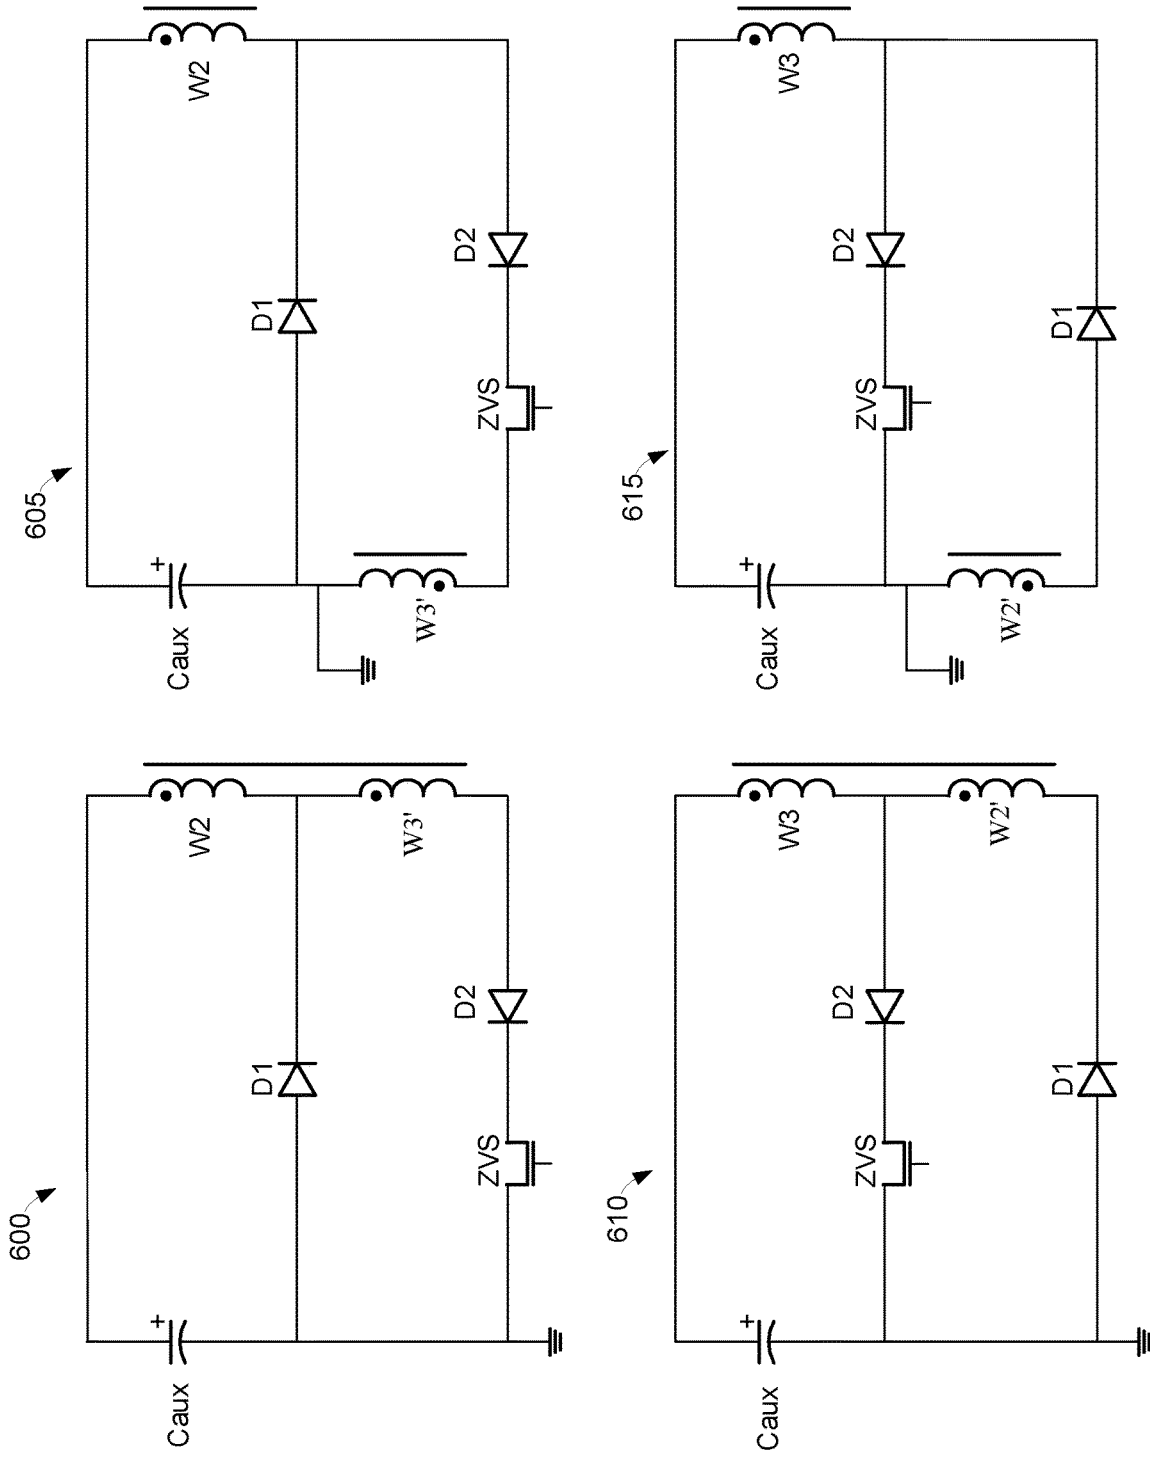 605
Caux
+
W2
D1
W3'
ZVS
D2
615
Caux
+
W3
ZVS
D2
W2'
D1
600
Caux
+
W2
D1
W3'
ZVS
D2
610
Caux
+
W3
ZVS
D2
W2'
D1